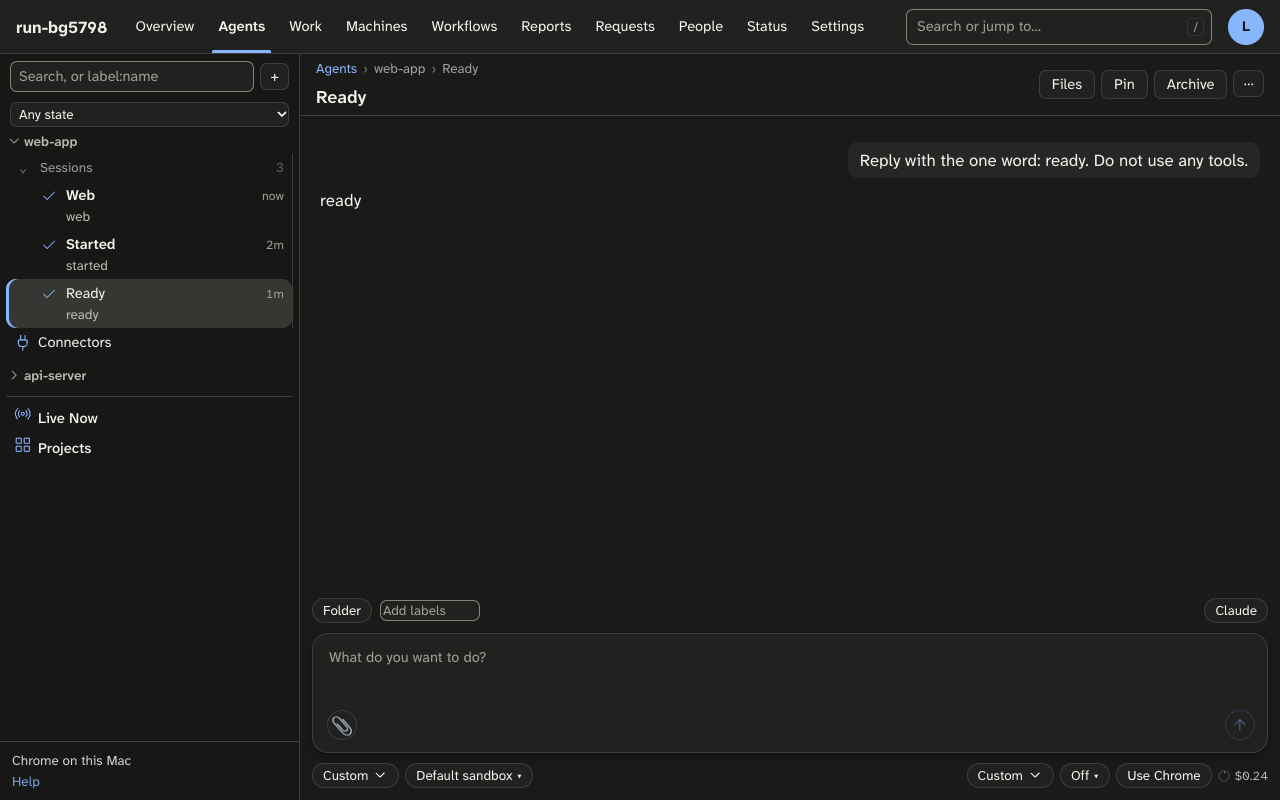 run-bg5798 Overview Agents Work Machines Workflows Reports Requests People Status Settings Search or jump to... / L
Search, or label:name +
Any state
web-app
Sessions 3
Web now
web
Started 2m
started
Ready 1m
ready
Connectors
api-server
Live Now
Projects
Chrome on this Mac
Help
Agents › web-app › Ready
Ready
Files Pin Archive ...
Reply with the one word: ready. Do not use any tools.
ready
Folder Add labels Claude
What do you want to do?
Custom Default sandbox Custom Off Use Chrome $0.24